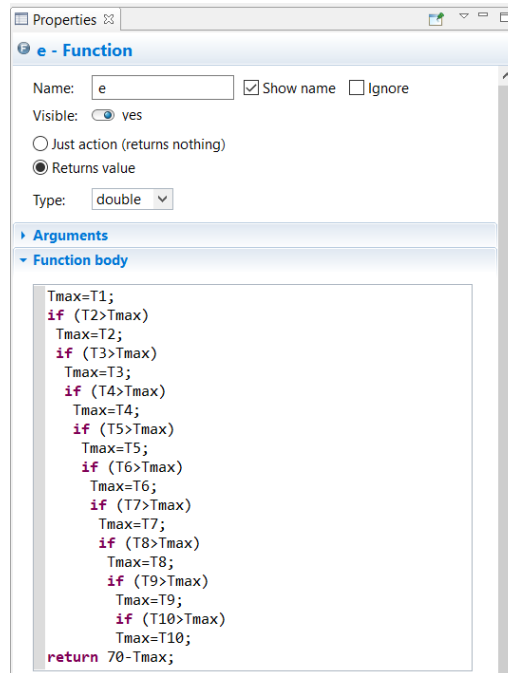 Properties
e - Function
Name: e Show name Ignore
Visible: yes
Just action (returns nothing)
Returns value
Type: double
Arguments
Function body
Tmax=T1;
if (T2>Tmax)
Tmax=T2;
if (T3>Tmax)
Tmax=T3;
if (T4>Tmax)
Tmax=T4;
if (T5>Tmax)
Tmax=T5;
if (T6>Tmax)
Tmax=T6;
if (T7>Tmax)
Tmax=T7;
if (T8>Tmax)
Tmax=T8;
if (T9>Tmax)
Tmax=T9;
if (T10>Tmax)
Tmax=T10;
return 70-Tmax;